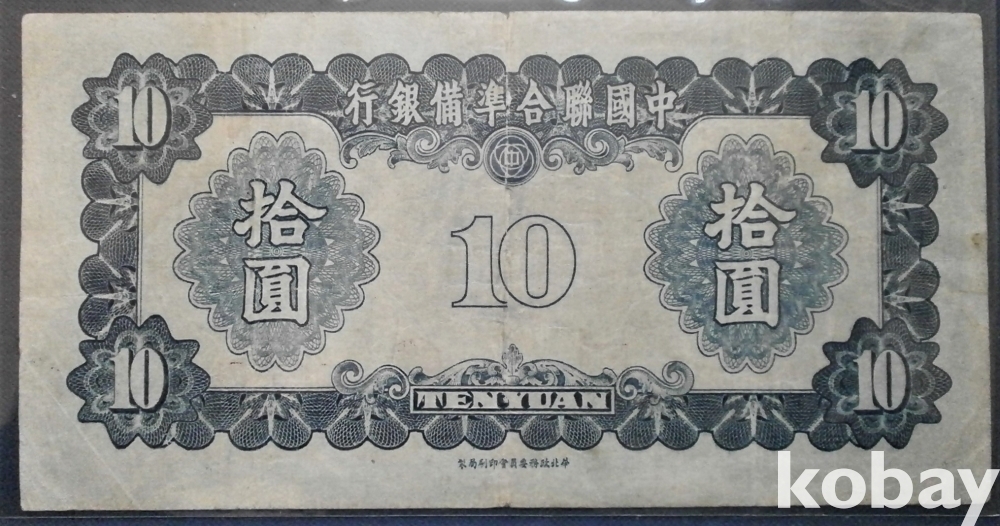 10 中國聯合準備銀行 10
中
拾圓 10 拾圓
10 TEN YUAN 10
華北政務委員會印刷局製
kobay